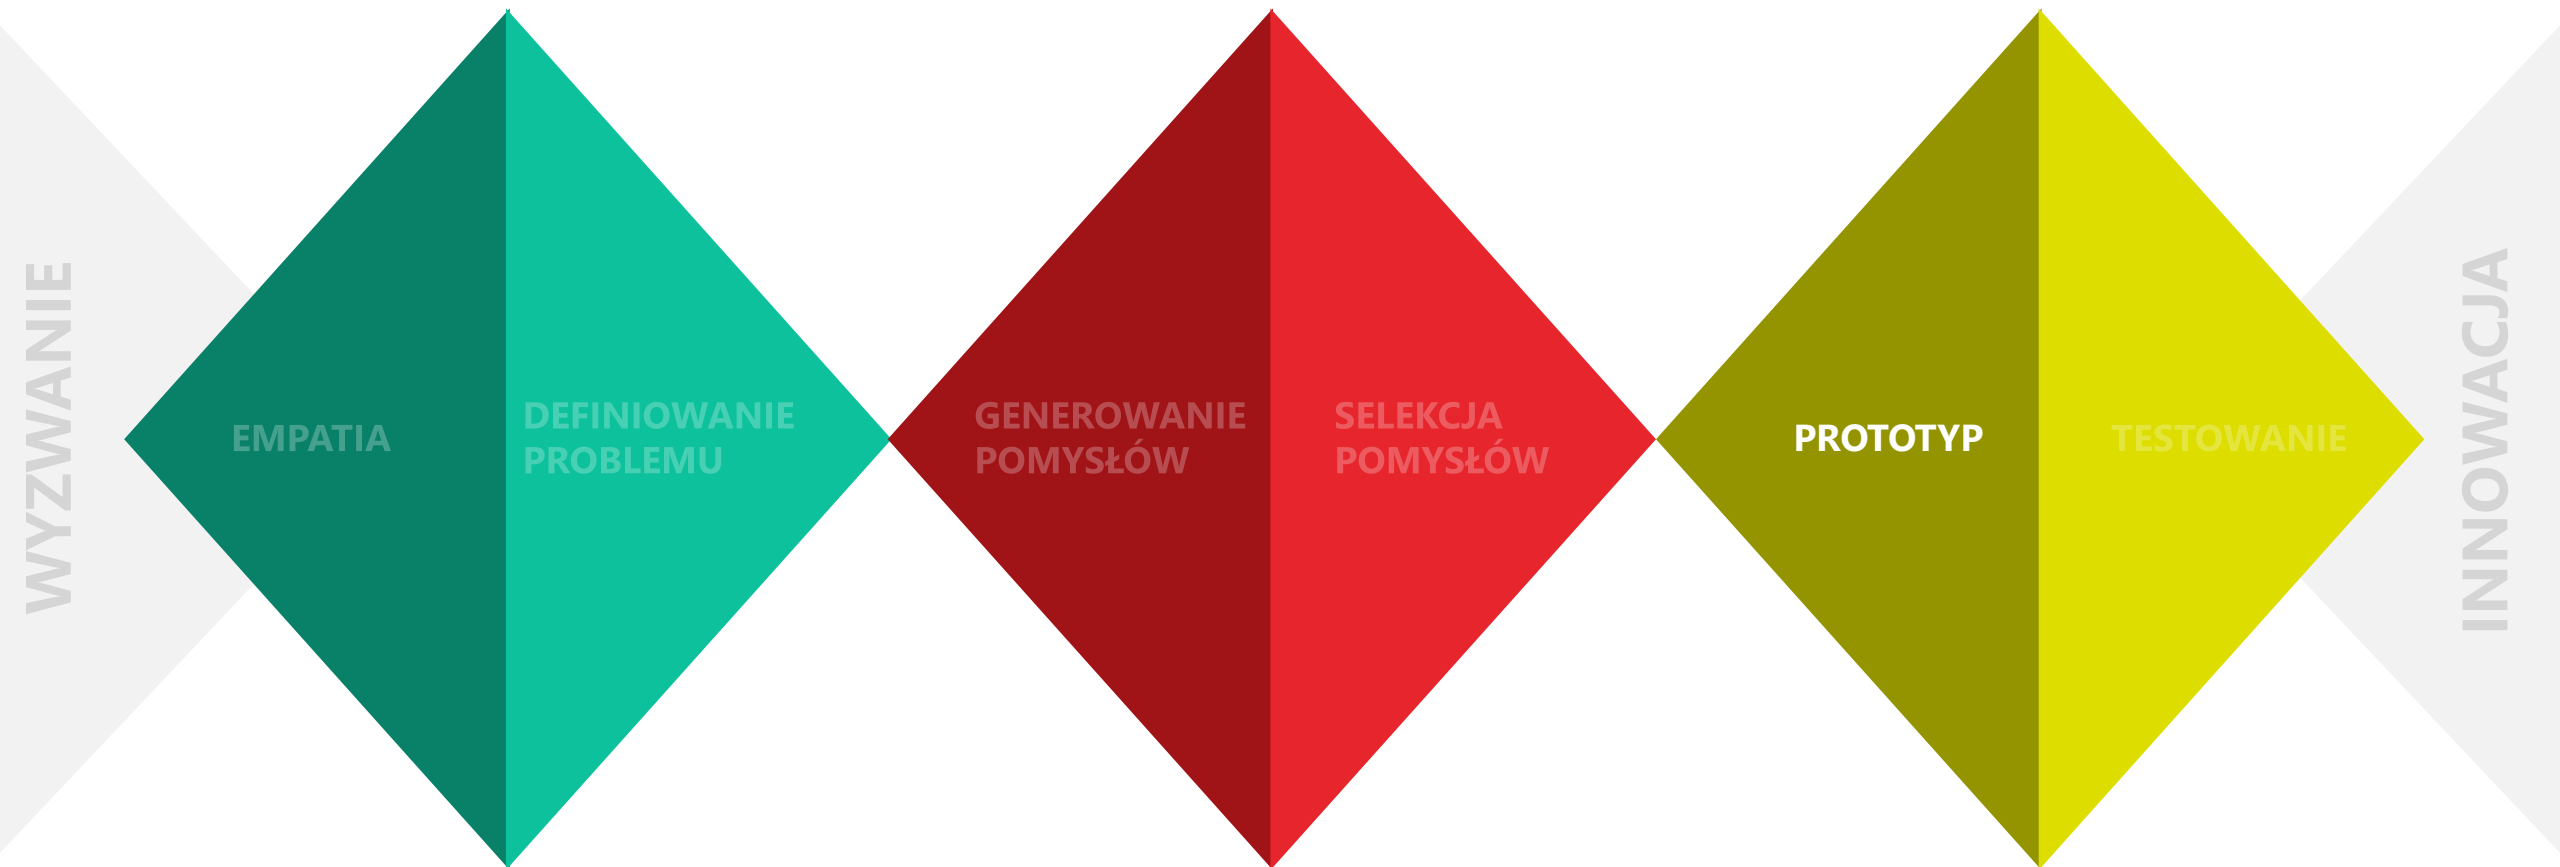 WYZWANIE
EMPATIA
DEFINIOWANIE
PROBLEMU
GENEROWANIE
POMYSŁÓW
SELEKCJA
POMYSŁÓW
PROTOTYP
TESTOWANIE
INNOWACJA